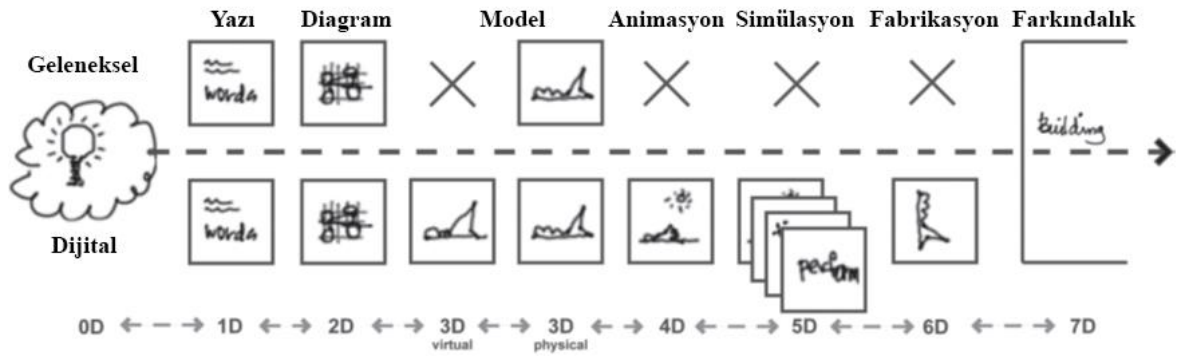 Yazı Diagram Model Animasyon Simülasyon Fabrikasyon Farkındalık
Geleneksel
words words
building
Dijital
perform
0D 1D 2D 3D 3D 4D 5D 6D 7D
virtual physical